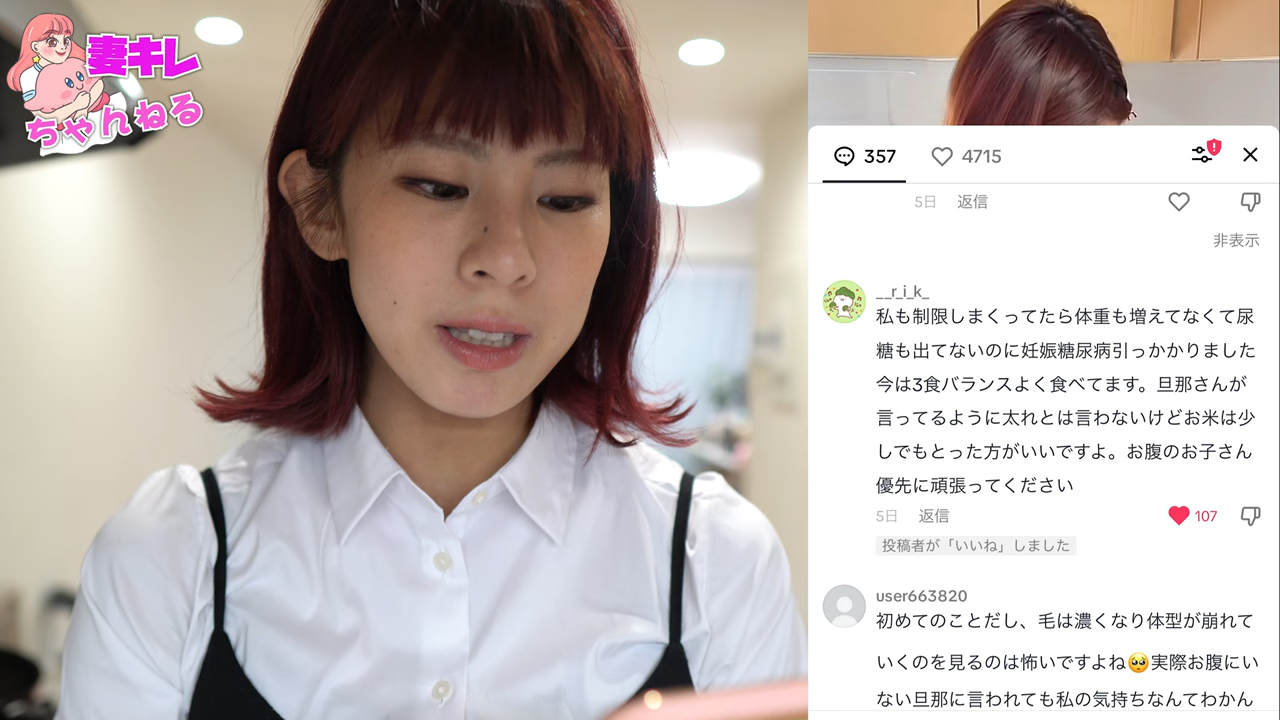 妻キレ
ちゃんねる
357
4715
5日 返信
非表示
__r_i_k_
私も制限しまくってたら体重も増えてなくて尿
糖も出てないのに妊娠糖尿病引っかかりました
今は3食バランスよく食べてます。旦那さんが
言ってるように太れとは言わないけどお米は少
しでもとった方がいいですよ。お腹のお子さん
優先に頑張ってください
5日 返信
107
投稿者が「いいね」しました
user663820
初めてのことだし、毛は濃くなり体型が崩れて
いくのを見るのは怖いですよね🥺実際お腹にい
ない旦那に言われても私の気持ちなんてわかん